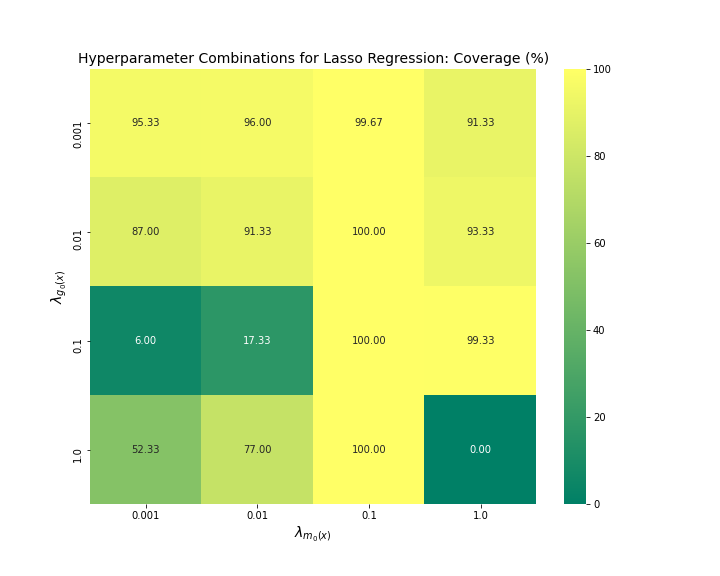 Hyperparameter Combinations for Lasso Regression: Coverage (%)
λg₀(x)
0.001 95.33 96.00 99.67 91.33
0.01 87.00 91.33 100.00 93.33
0.1 6.00 17.33 100.00 99.33
1.0 52.33 77.00 100.00 0.00
0.001 0.01 0.1 1.0
λm₀(x)
100
80
60
40
20
0